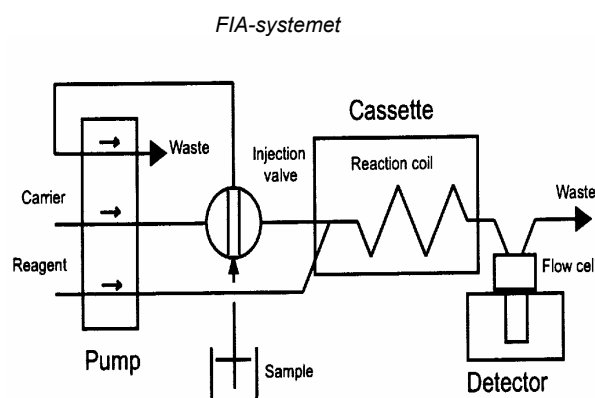 FIA-systemet
Cassette
Waste
Injection
valve
Reaction coil
Waste
Carrier
Reagent
Flow cel
Pump
Sample
Detector